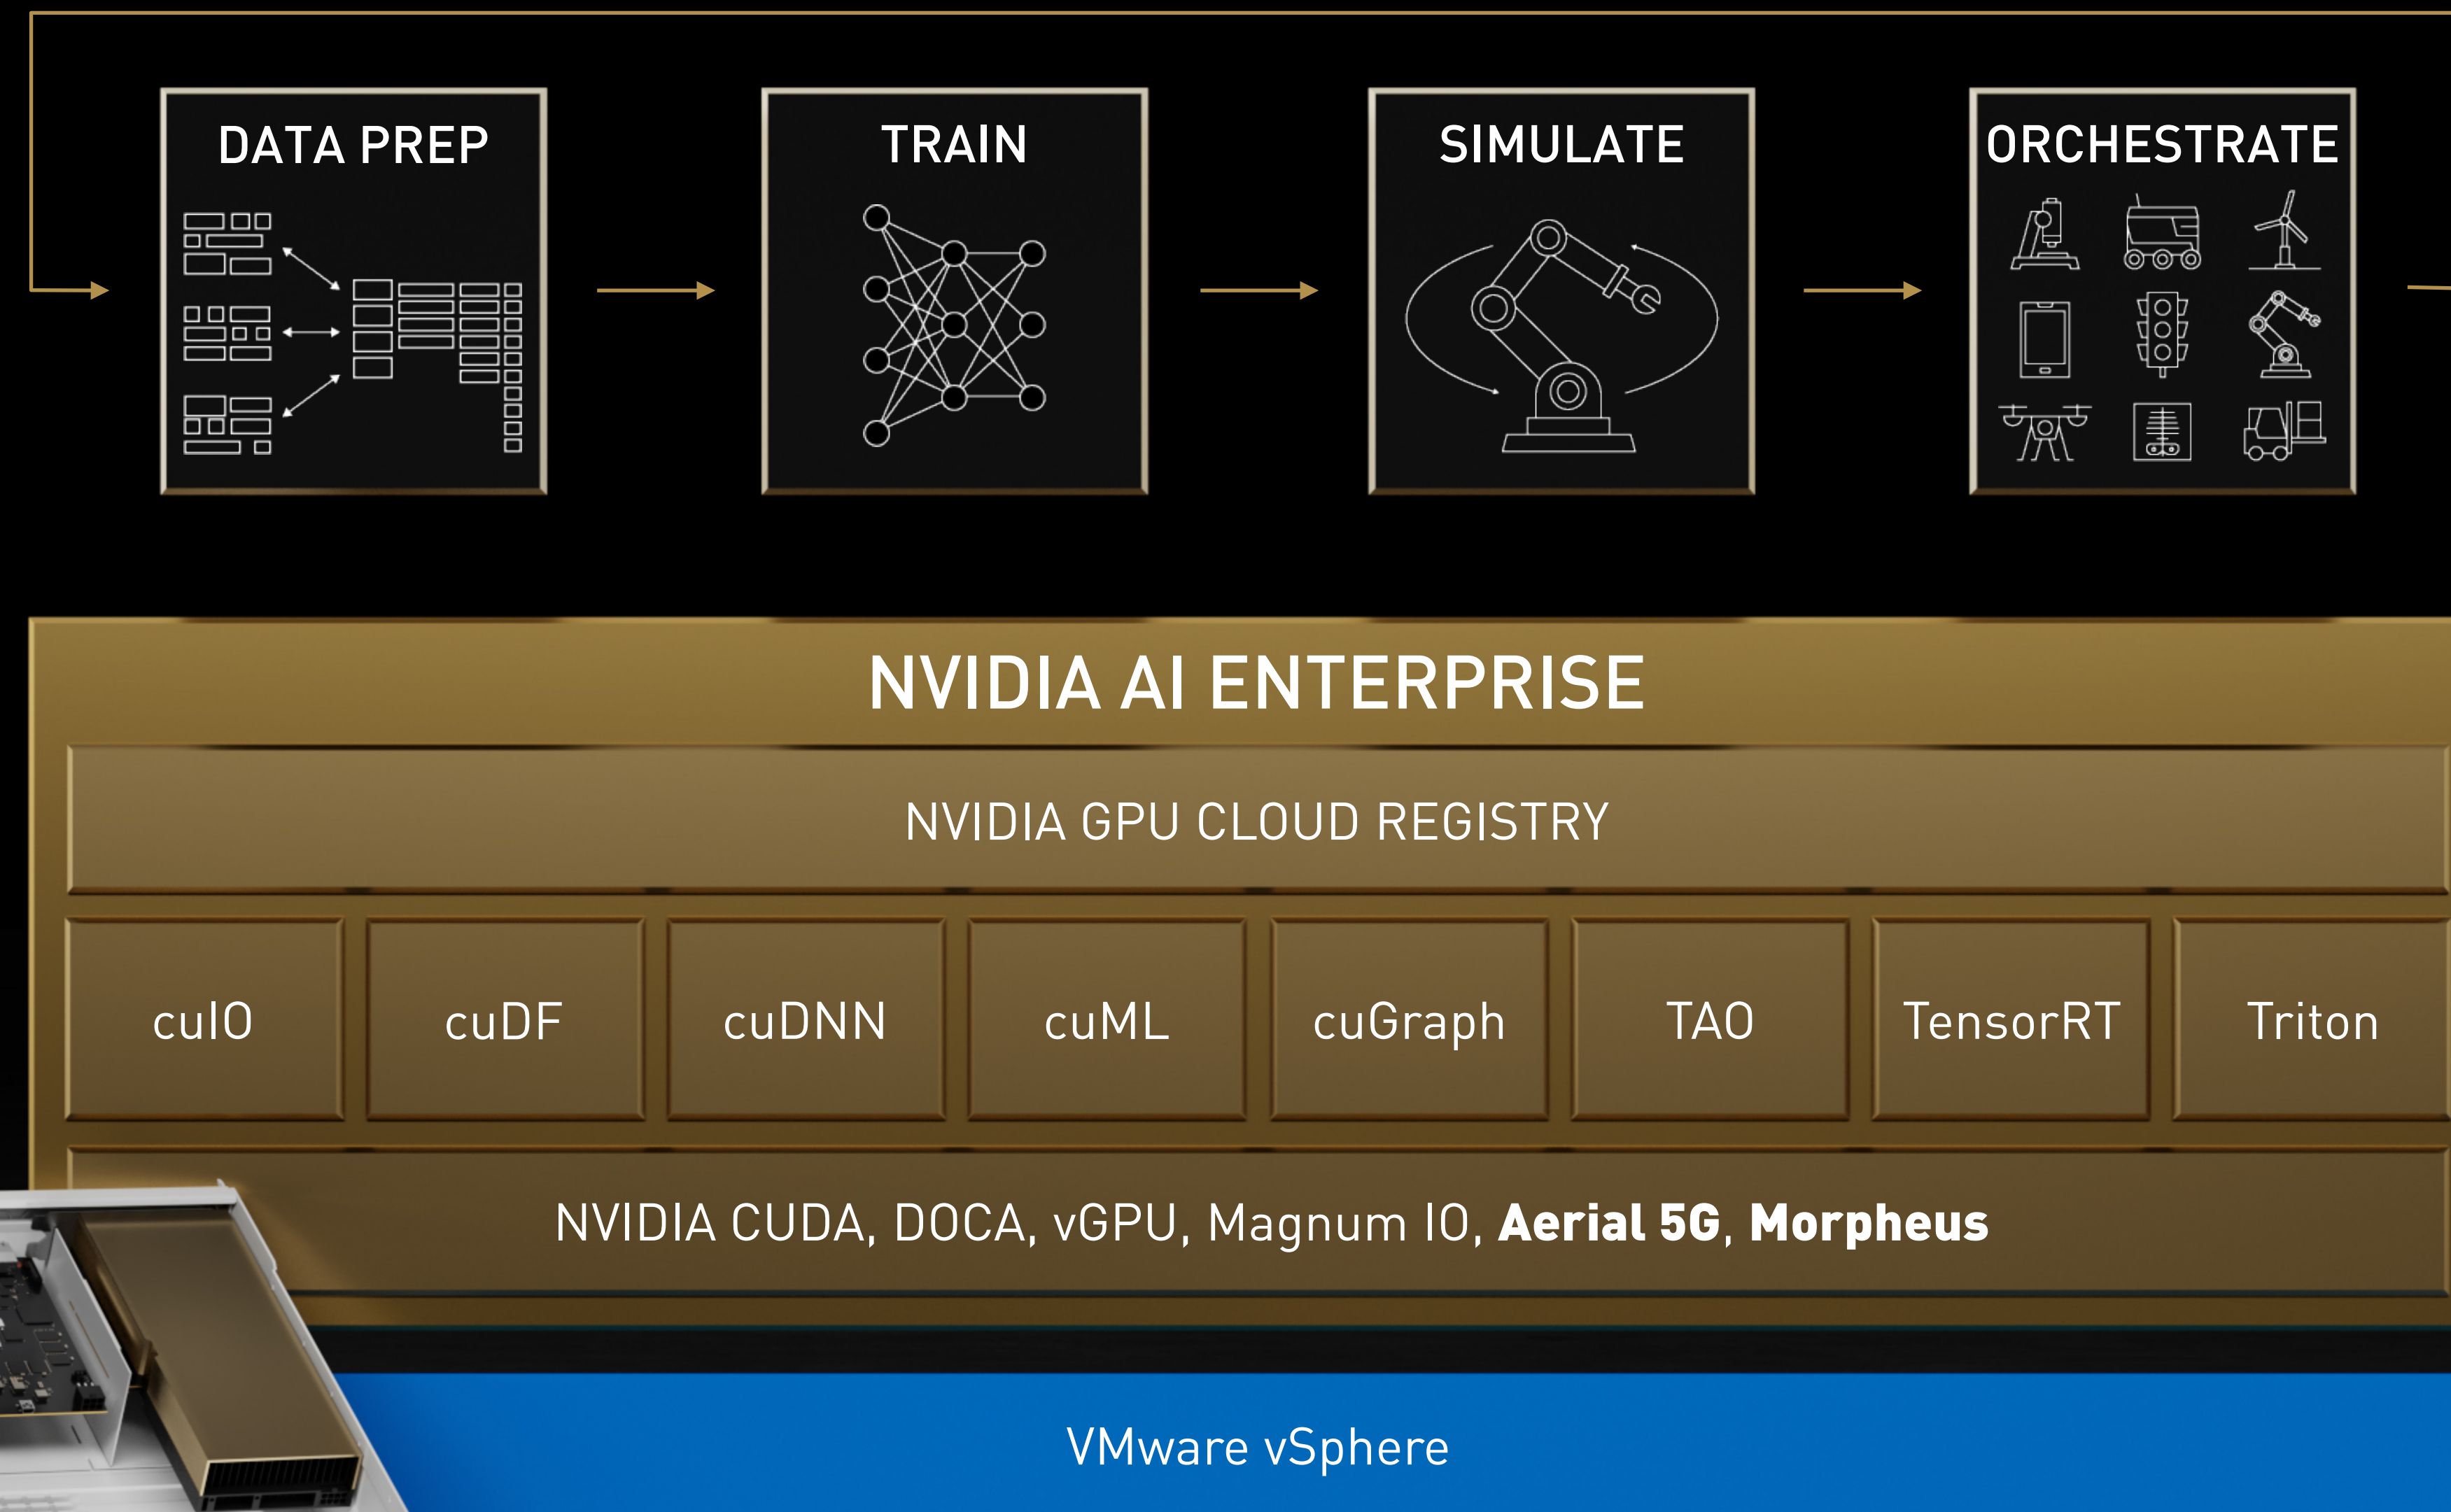 DATA PREP
TRAIN
SIMULATE
ORCHESTRATE
NVIDIA AI ENTERPRISE
NVIDIA GPU CLOUD REGISTRY
cuIO
cuDF
cuDNN
cuML
cuGraph
TAO
TensorRT
Triton
NVIDIA CUDA, DOCA, vGPU, Magnum IO, Aerial 5G, Morpheus
VMware vSphere